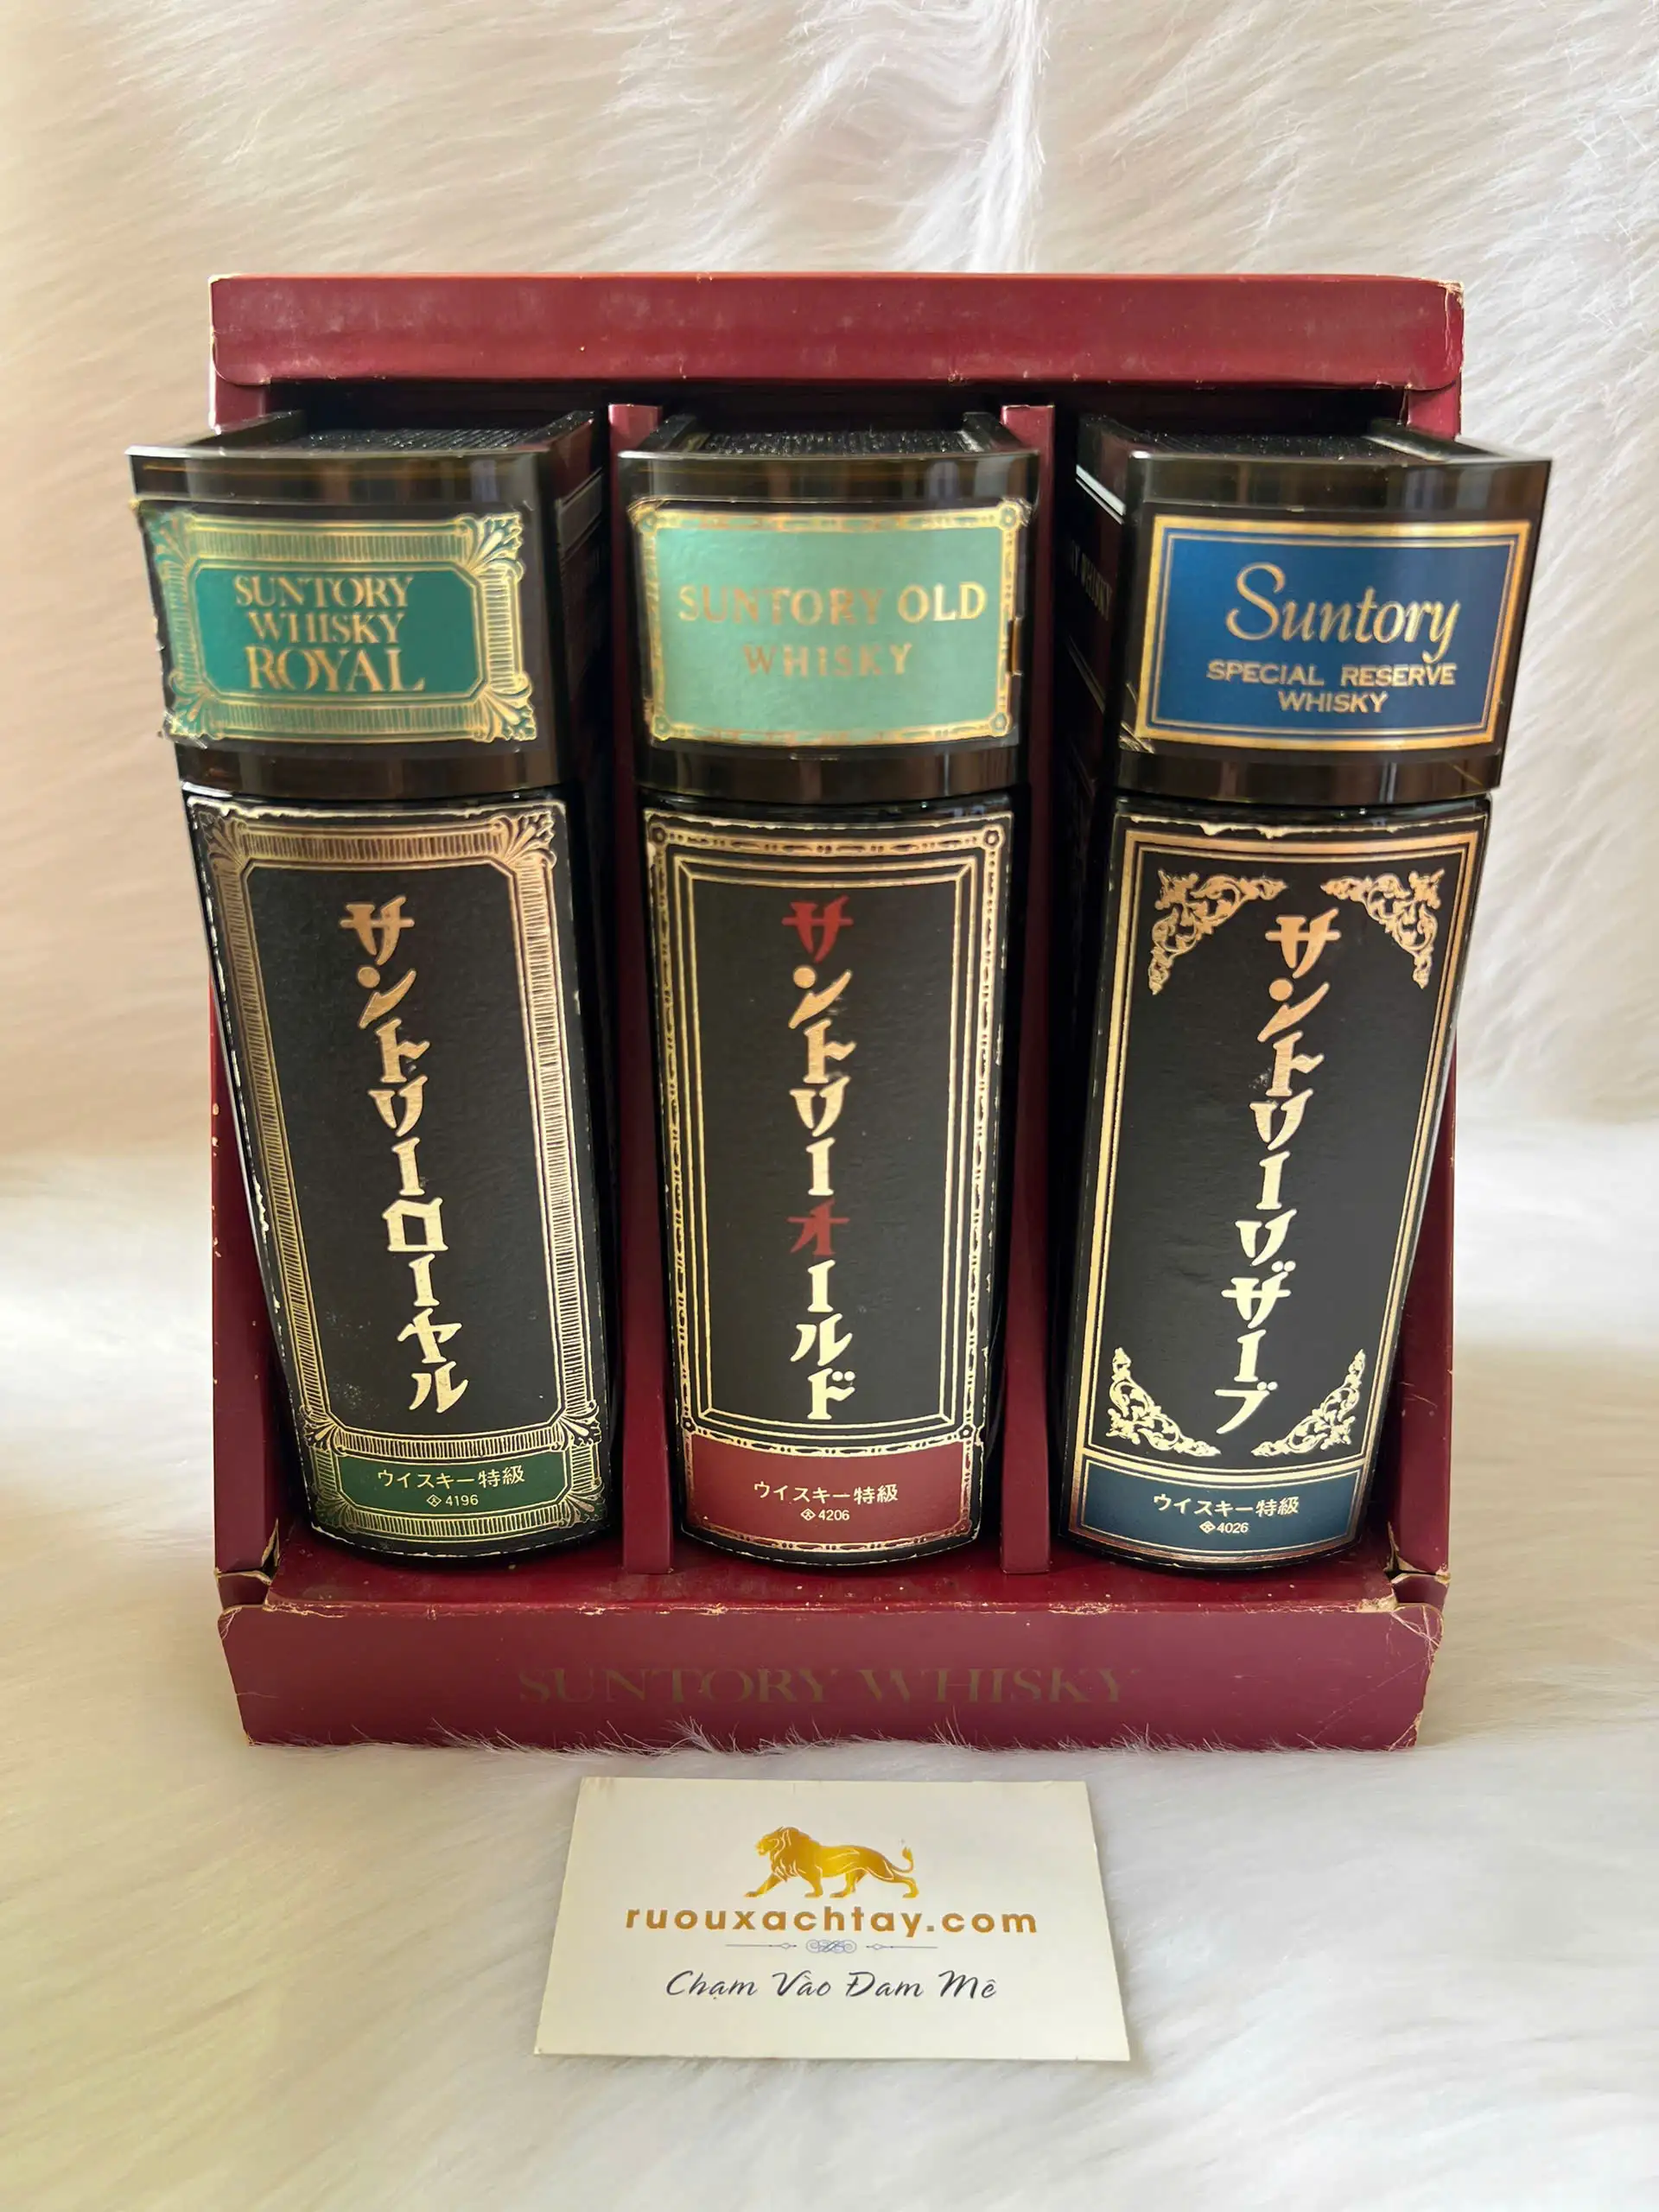 SUNTORY
WHISKY
ROYAL
サントリーローヤル
ウイスキー特級
4196
SUNTORY OLD
WHISKY
サントリーオールド
ウイスキー特級
4206
Suntory
SPECIAL RESERVE
WHISKY
サントリーリザーブ
ウイスキー特級
4026
SUNTORY WHISKY
ruouxachtay.com
Chạm Vào Đam Mê